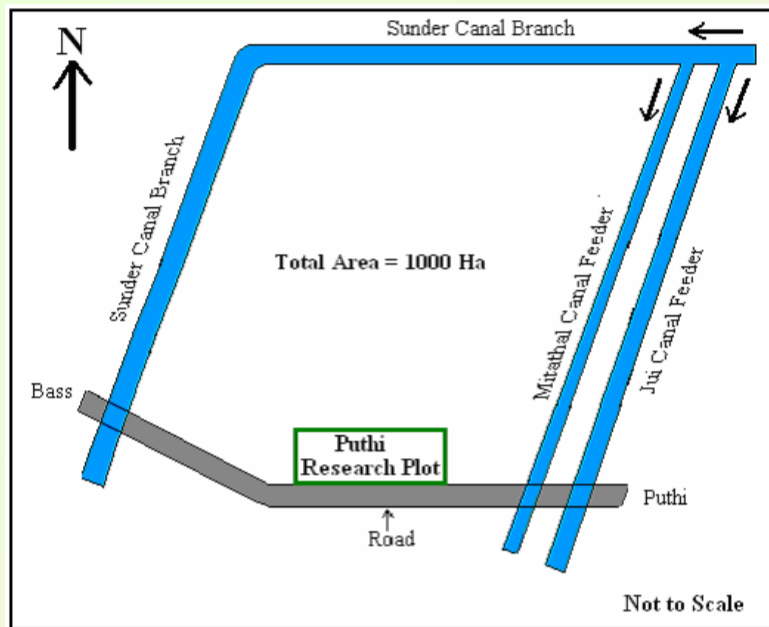 Sunder Canal Branch
N
Sunder Canal Branch
Total Area = 1000 Ha
Mitathal Canal Feeder
Jui Canal Feeder
Bass
Puthi
Research Plot
Puthi
Road
Not to Scale